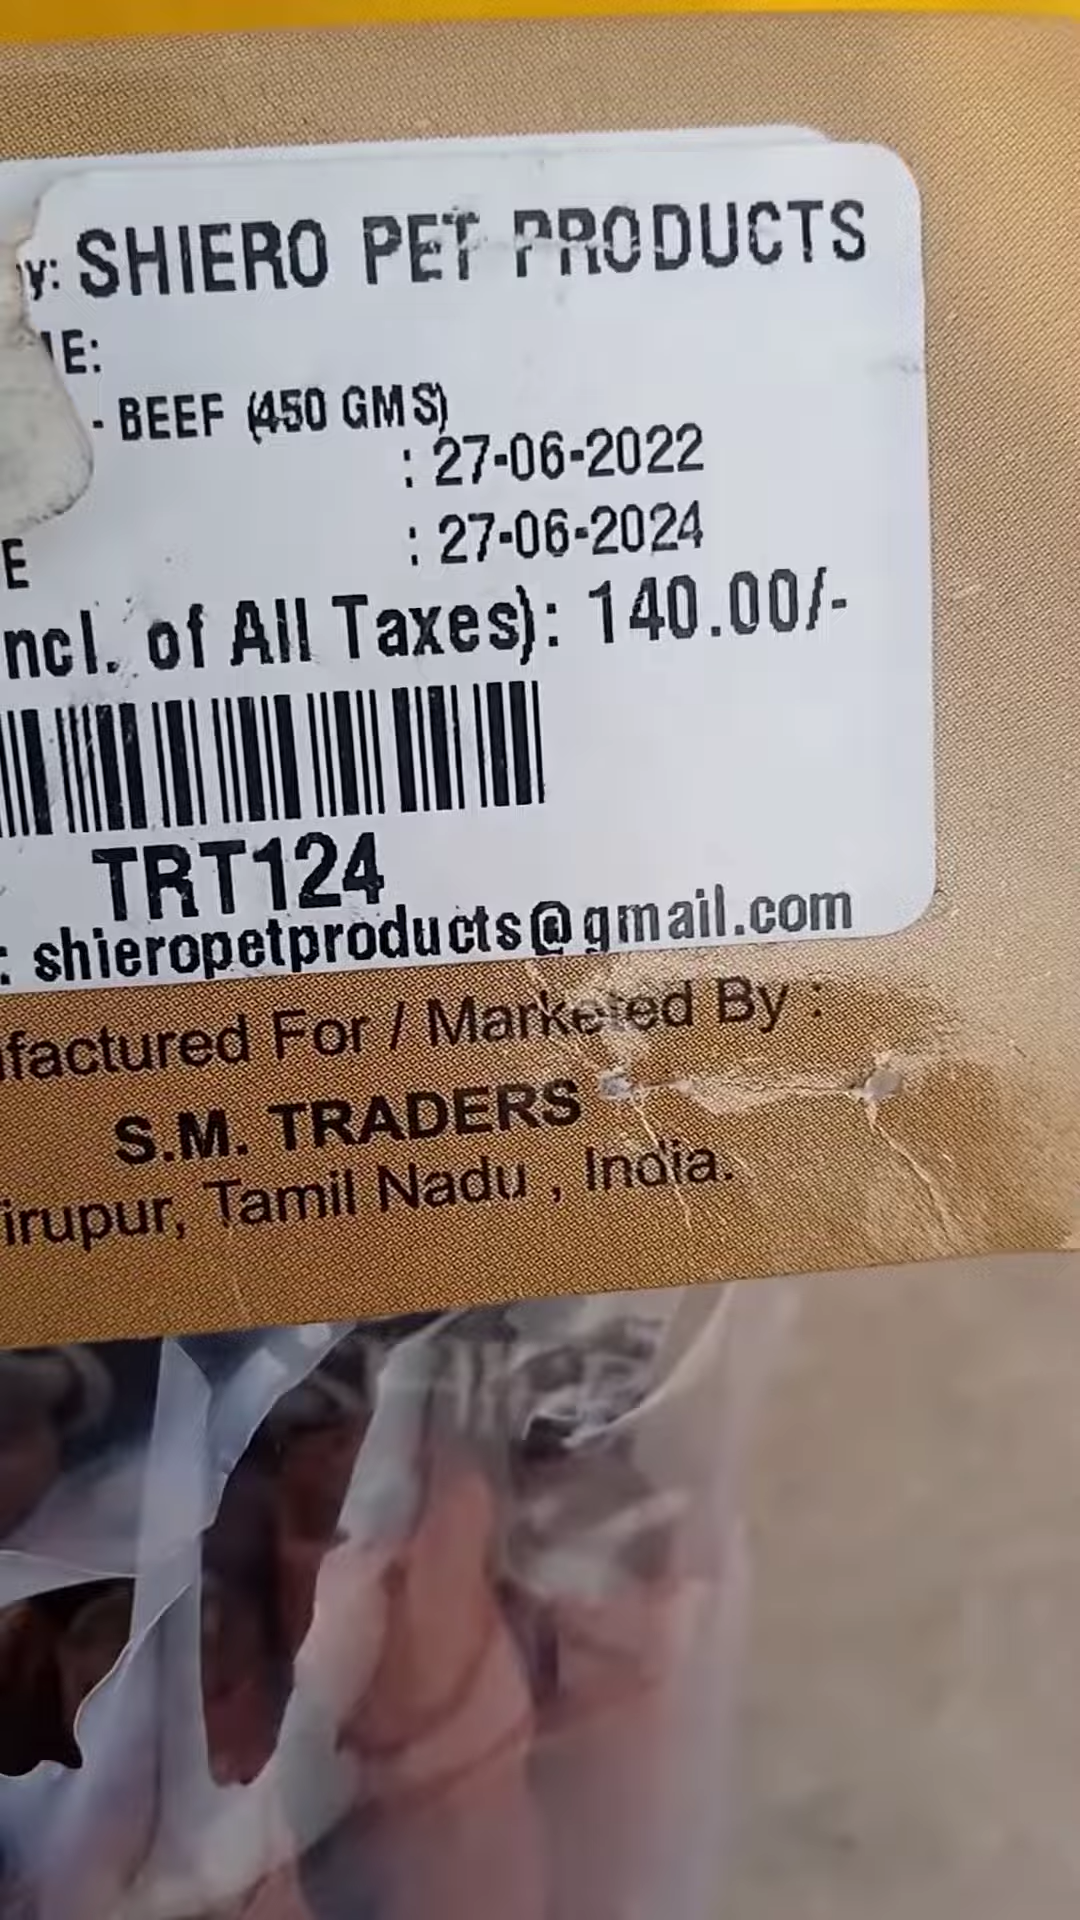 y: SHIERO PET PRODUCTS
E:
- BEEF (450 GMS)
: 27-06-2022
E : 27-06-2024
ncl. of All Taxes): 140.00/-
TRT124
: shieropetproducts@gmail.com
factured For / Marketed By :
S.M. TRADERS
irupur, Tamil Nadu , India.